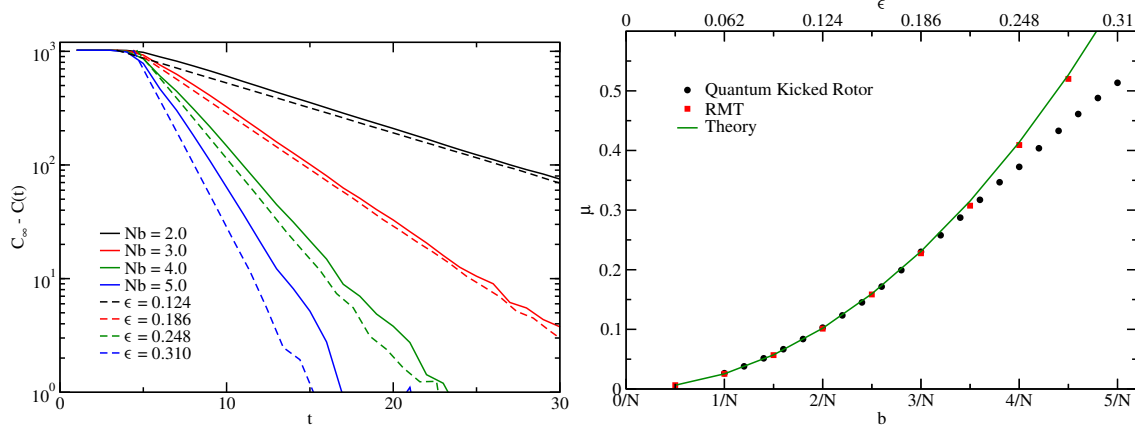 10³
10²
10¹
10⁰
C∞ - C(t)
Nb = 2.0
Nb = 3.0
Nb = 4.0
Nb = 5.0
ϵ = 0.124
ϵ = 0.186
ϵ = 0.248
ϵ = 0.310
0 10 20 30
t
ϵ
0 0.062 0.124 0.186 0.248 0.31
Quantum Kicked Rotor
RMT
Theory
0.5
0.4
0.3
0.2
0.1
0
μ
0/N 1/N 2/N 3/N 4/N 5/N
b